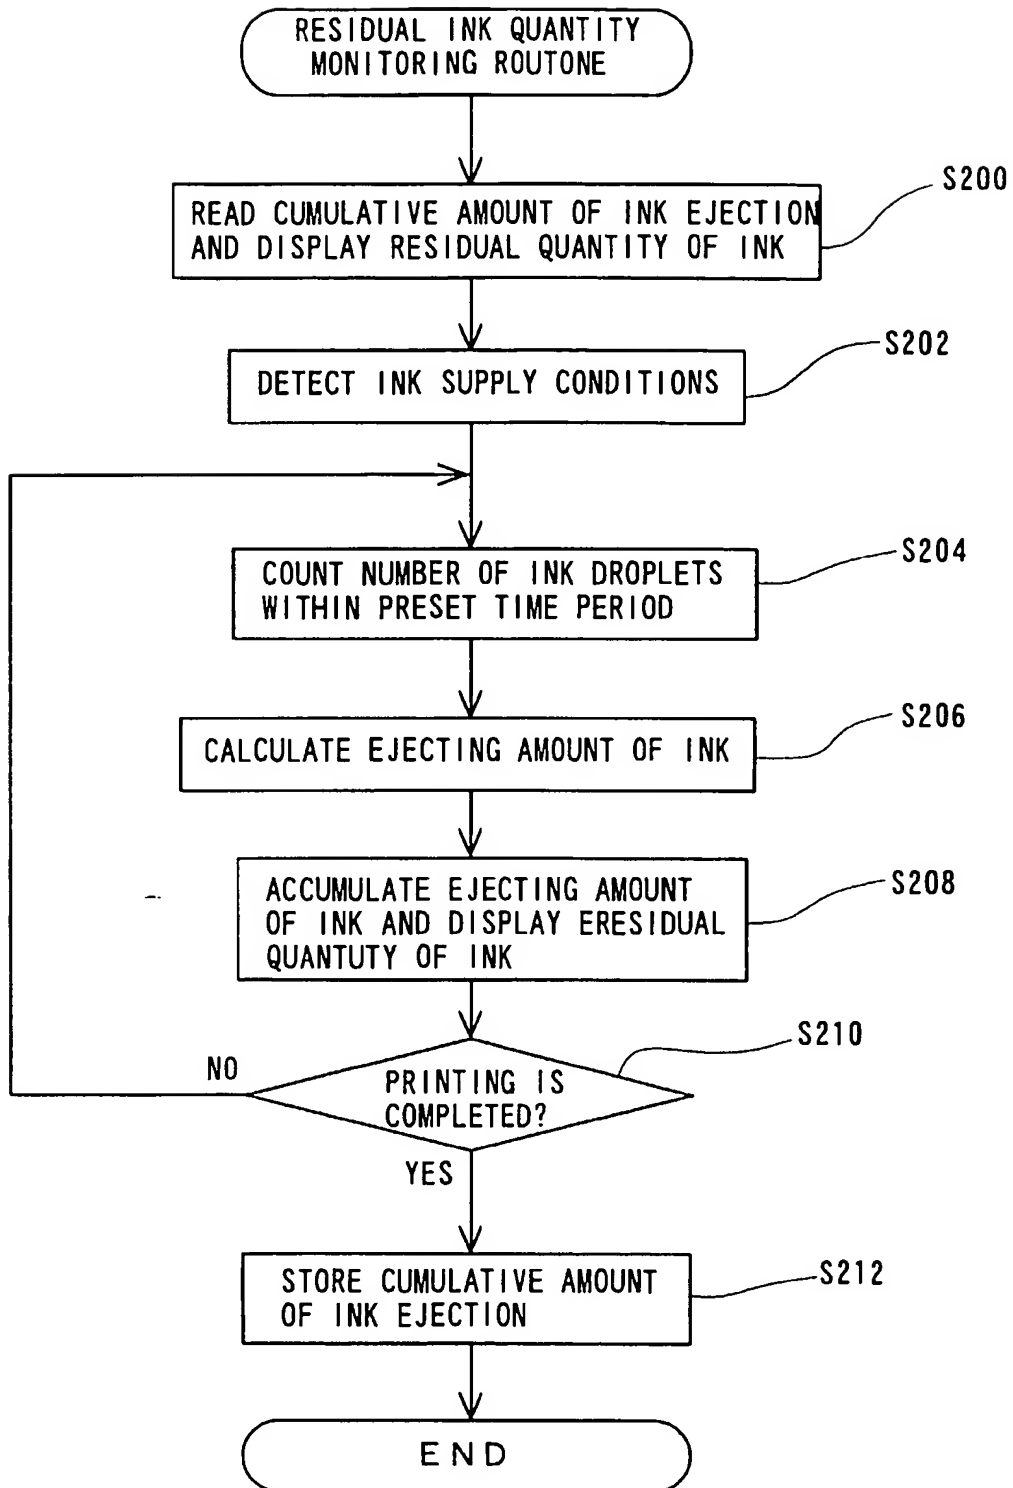 RESIDUAL INK QUANTITY
MONITORING ROUTONE
S200
READ CUMULATIVE AMOUNT OF INK EJECTION
AND DISPLAY RESIDUAL QUANTITY OF INK
S202
DETECT INK SUPPLY CONDITIONS
S204
COUNT NUMBER OF INK DROPLETS
WITHIN PRESET TIME PERIOD
S206
CALCULATE EJECTING AMOUNT OF INK
S208
ACCUMULATE EJECTING AMOUNT
OF INK AND DISPLAY ERESIDUAL
QUANTUTY OF INK
S210
NO
PRINTING IS
COMPLETED?
YES
S212
STORE CUMULATIVE AMOUNT
OF INK EJECTION
END